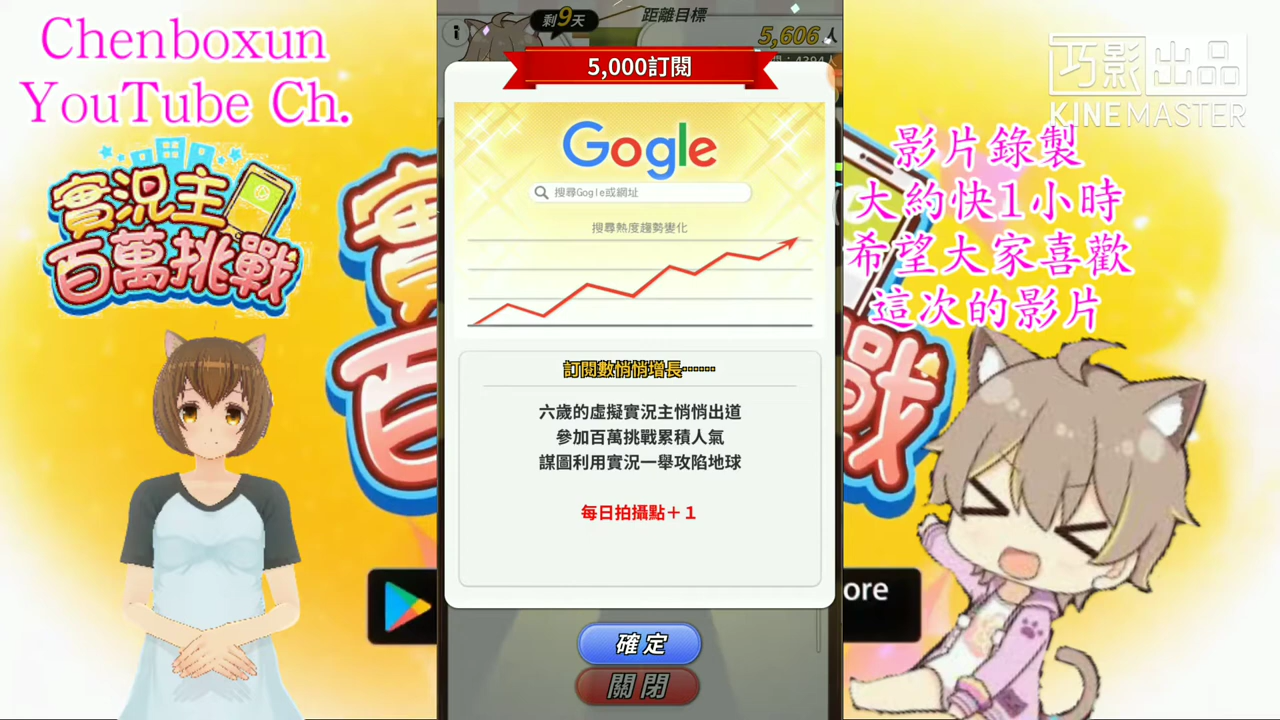 Chenboxun
YouTube Ch.
實況主
百萬挑戰
剩9天
距離目標
5,606人
5,000訂閱
Gogle
搜尋Gogle或網址
搜尋熱度趨勢變化
訂閱數悄悄增長⋯⋯
六歲的虛擬實況主悄悄出道
參加百萬挑戰累積人氣
謀圖利用實況一舉攻陷地球
每日拍攝點＋１
確定
關閉
巧影出品
KINEMASTER
影片錄製
大約快1小時
希望大家喜歡
這次的影片
ore